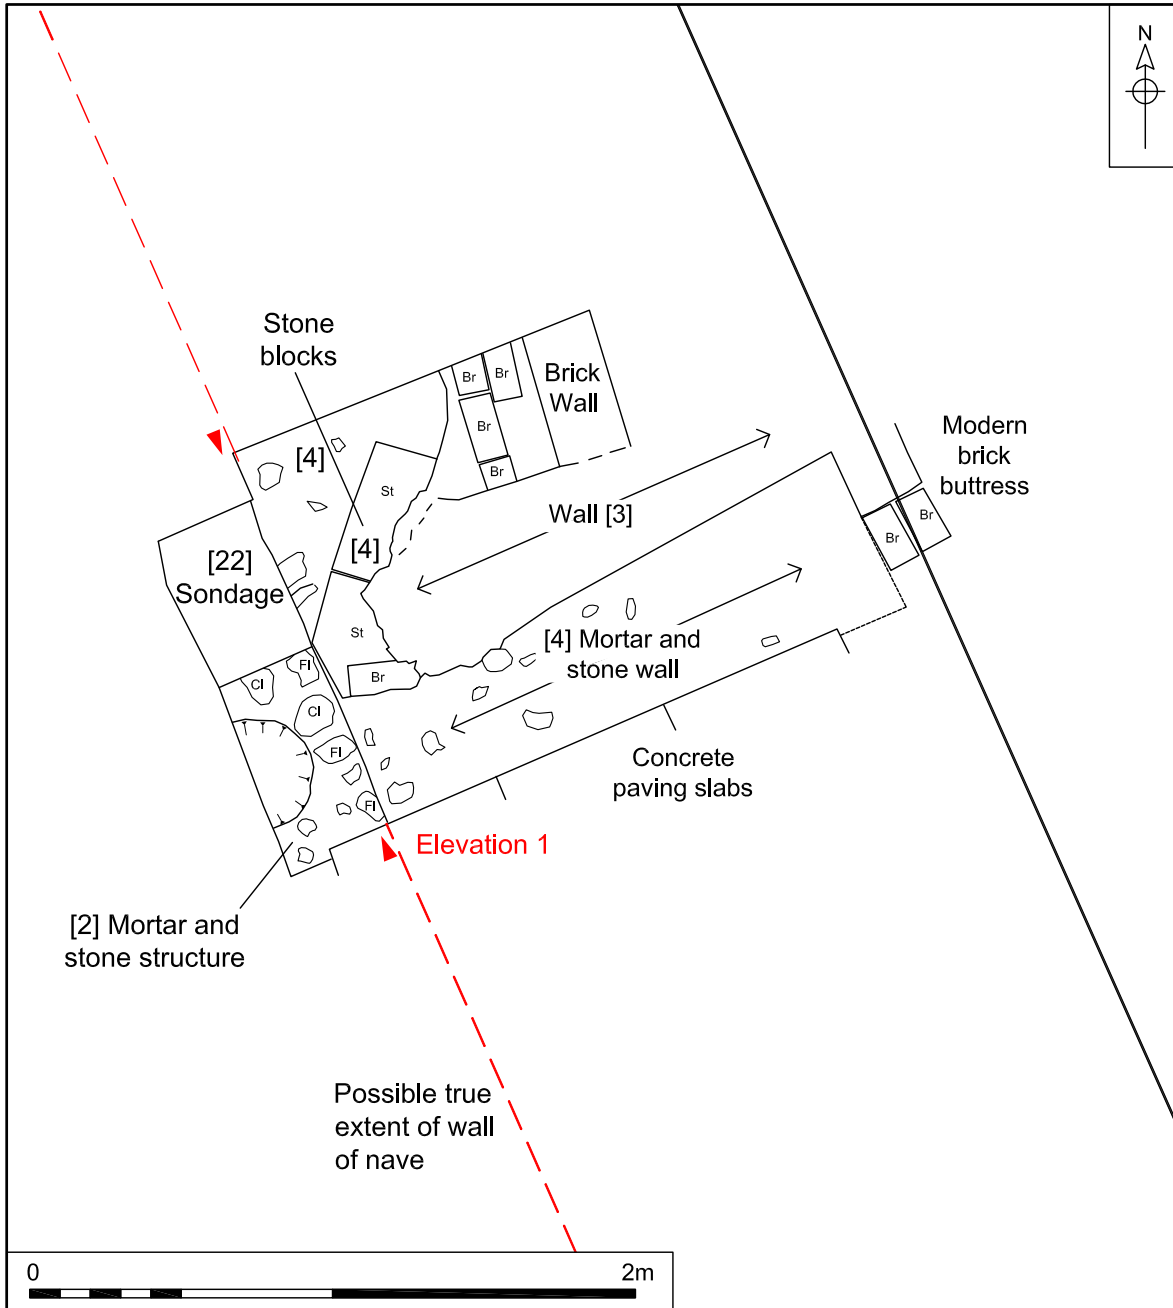 N
Stone
blocks
Br
Br
Brick
Wall
Br
Br
[4]
St
Modern
brick
buttress
Wall [3]
Br
Br
[4]
[22]
Sondage
St
[4] Mortar and
stone wall
Br
Fl
Cl
Cl
Fl
Fl
Concrete
paving slabs
Elevation 1
[2] Mortar and
stone structure
Possible true
extent of wall
of nave
0
2m